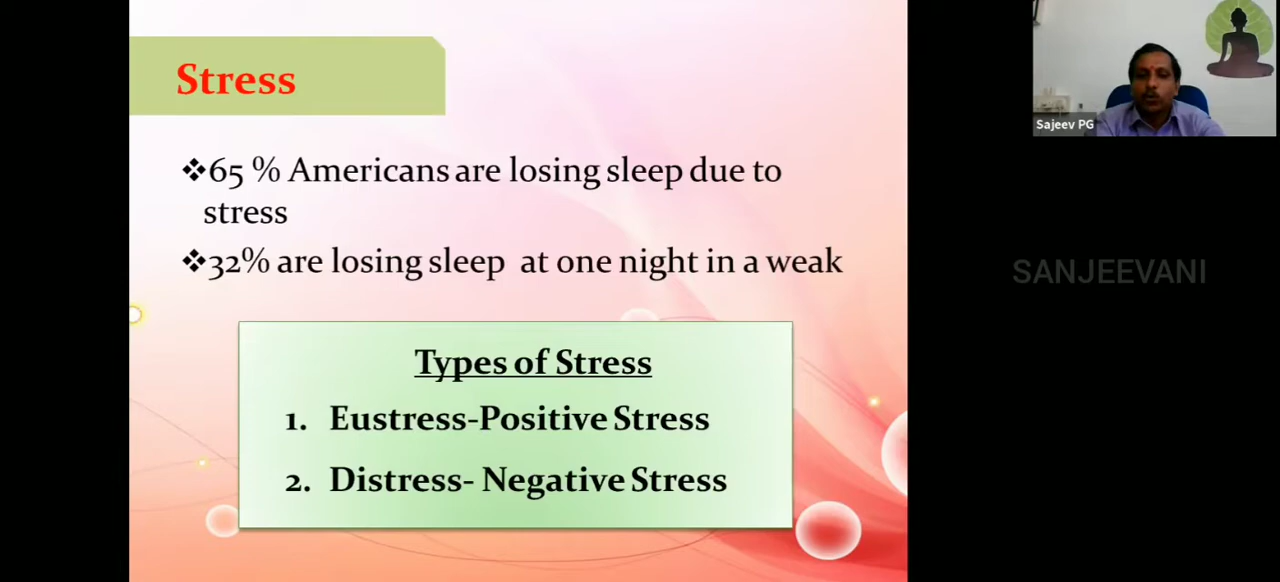 Stress
❖65 % Americans are losing sleep due to
stress
❖32% are losing sleep at one night in a weak
Types of Stress
1. Eustress-Positive Stress
2. Distress- Negative Stress
Sajeev PG
SANJEEVANI